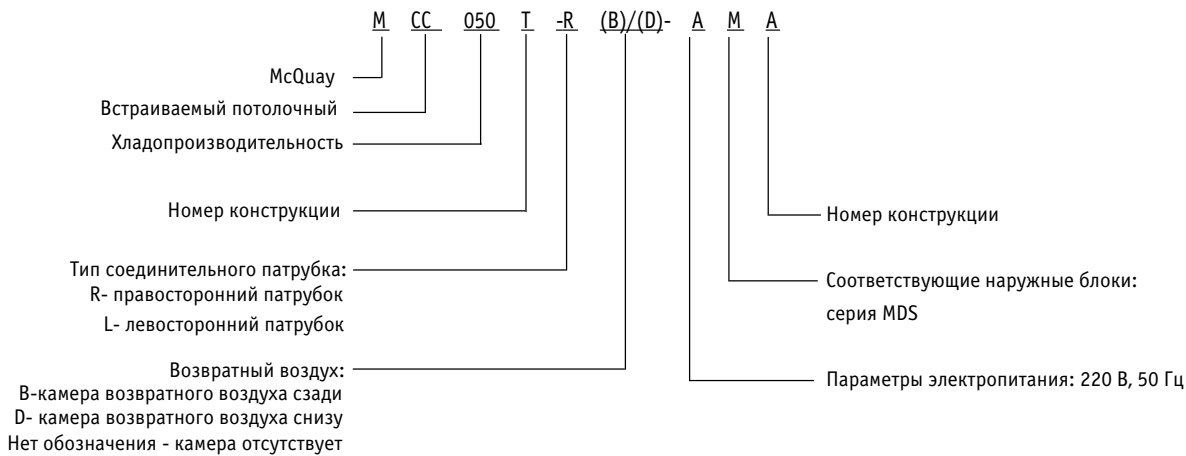 M CC 050 T -R (B)/(D)- A M A
McQuay
Встраиваемый потолочный
Хладопроизводительность
Номер конструкции
Тип соединительного патрубка:
R- правосторонний патрубок
L- левосторонний патрубок
Возвратный воздух:
B-камера возвратного воздуха сзади
D- камера возвратного воздуха снизу
Нет обозначения - камера отсутствует
Номер конструкции
Соответствующие наружные блоки:
серия MDS
Параметры электропитания: 220 В, 50 Гц